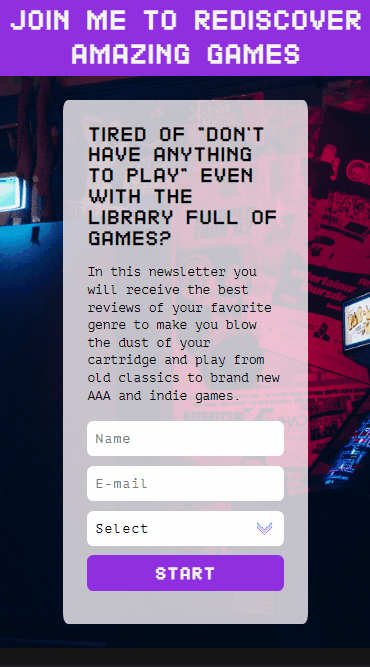 JOIN ME TO REDISCOVER
AMAZING GAMES
TIRED OF "DON'T
HAVE ANYTHING
TO PLAY" EVEN
WITH THE
LIBRARY FULL OF
GAMES?
In this newsletter you
will receive the best
reviews of your favorite
genre to make you blow
the dust of your
cartridge and play from
old classics to brand new
AAA and indie games.
Name
E-mail
Select
START